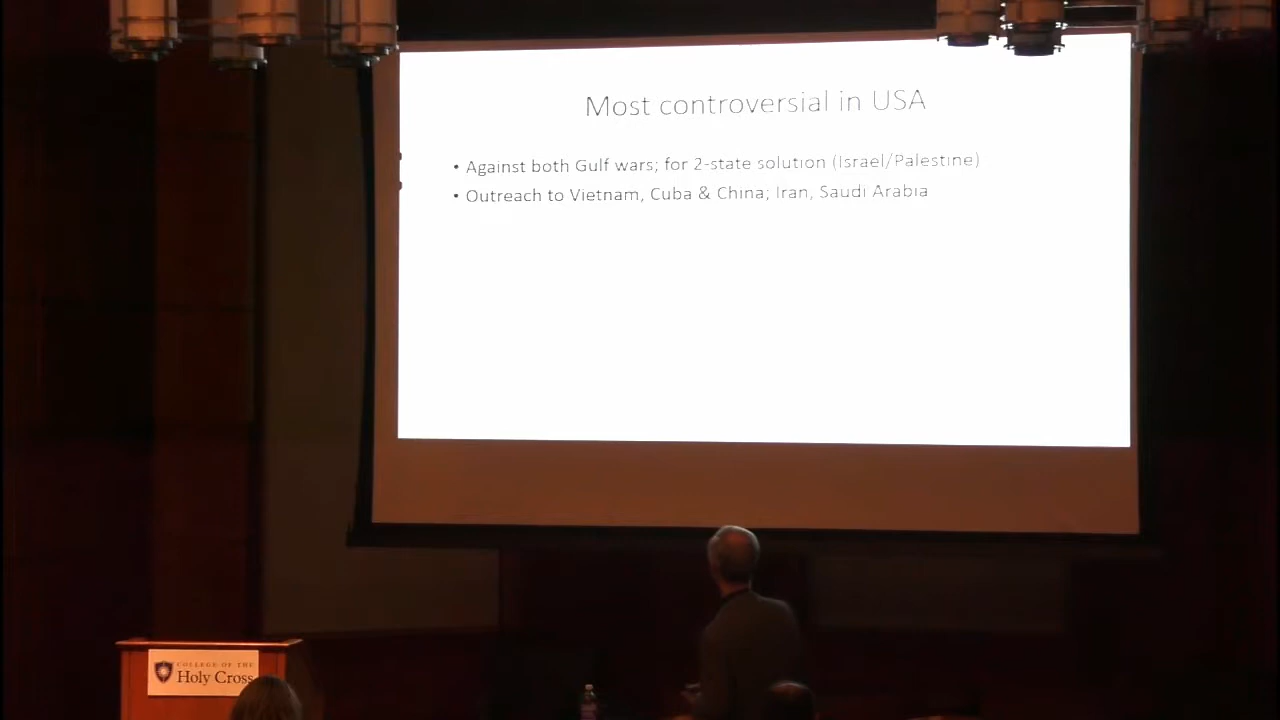 Most controversial in USA
• Against both Gulf wars; for 2-state solution (Israel/Palestine)
• Outreach to Vietnam, Cuba & China; Iran, Saudi Arabia
COLLEGE OF THE
Holy Cross